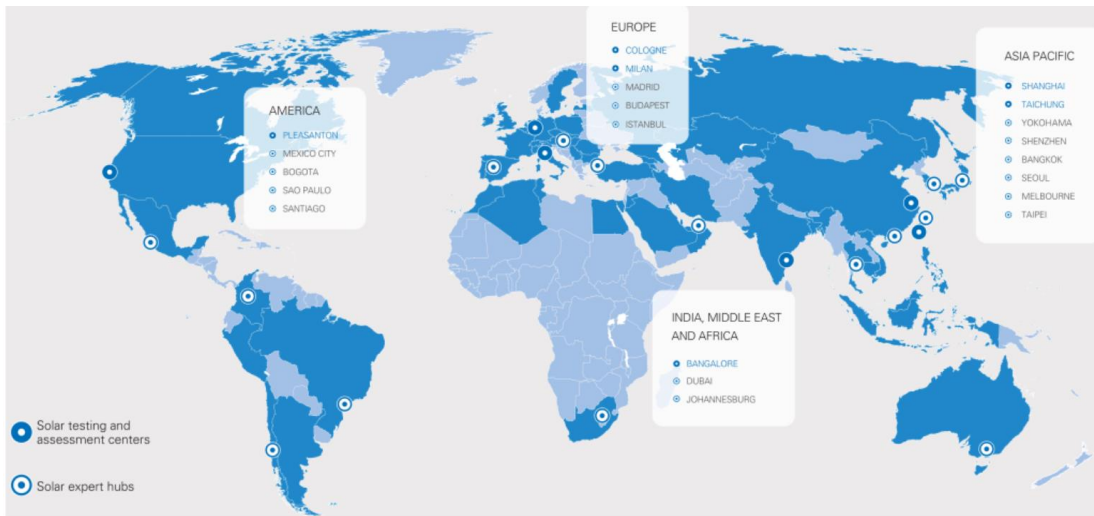 EUROPE
COLOGNE
MILAN
MADRID
BUDAPEST
ISTANBUL
ASIA PACIFIC
SHANGHAI
TAICHUNG
YOKOHAMA
SHENZHEN
BANGKOK
SEOUL
MELBOURNE
TAIPEI
AMERICA
PLEASANTON
MEXICO CITY
BOGOTA
SAO PAULO
SANTIAGO
INDIA, MIDDLE EAST
AND AFRICA
BANGALORE
DUBAI
JOHANNESBURG
Solar testing and
assessment centers
Solar expert hubs